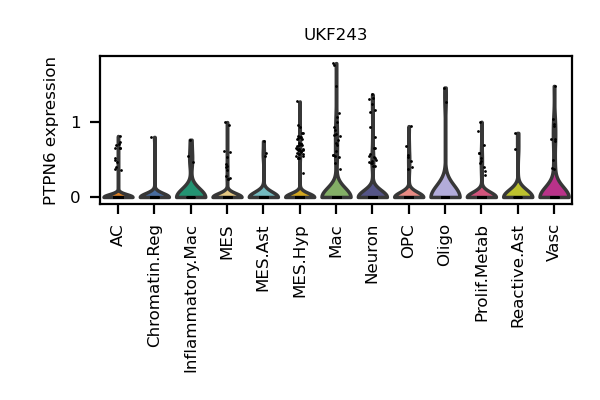 UKF243
PTPN6 expression
1
0
AC
Chromatin.Reg
Inflammatory.Mac
MES
MES.Ast
MES.Hyp
Mac
Neuron
OPC
Oligo
Prolif.Metab
Reactive.Ast
Vasc